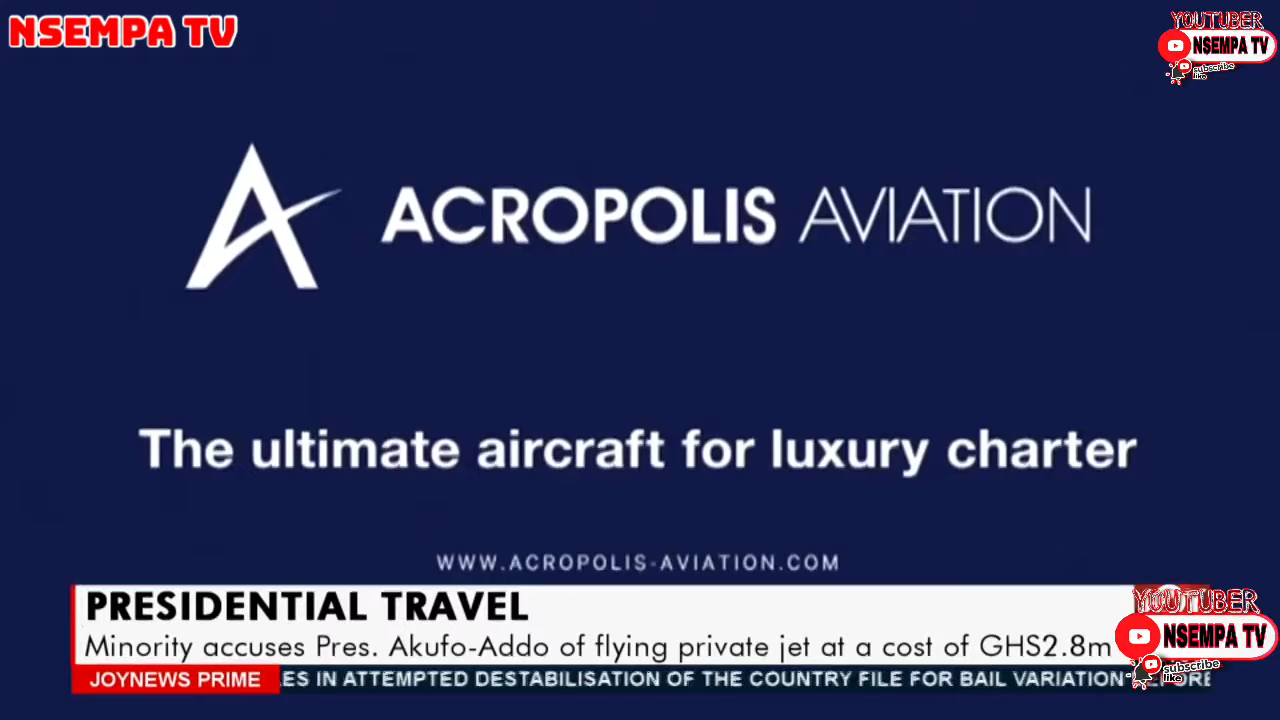 NSEMPA TV
YOUTUBER
NSEMPA TV
subscribe
like
ACROPOLIS AVIATION
The ultimate aircraft for luxury charter
WWW.ACROPOLIS-AVIATION.COM
PRESIDENTIAL TRAVEL
Minority accuses Pres. Akufo-Addo of flying private jet at a cost of GHS2.8m
YOUTUBER
NSEMPA TV
subscribe
like
JOYNEWS PRIME IN ATTEMPTED DESTABILISATION OF THE COUNTRY FILE FOR BAIL VARIATION